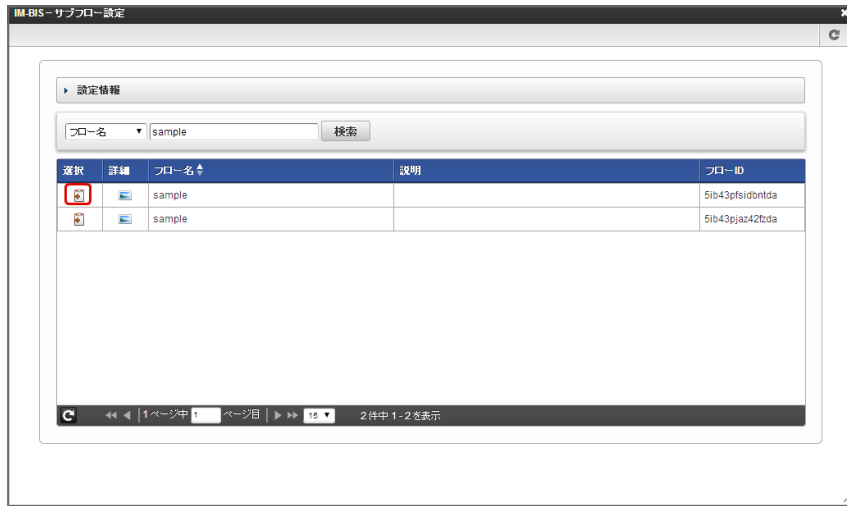 IM-BIS－サブフロー設定
設定情報
フロー名 sample 検索
選択 詳細 フロー名 説明 フローID
sample 5ib43pfsidbntda
sample 5ib43pjaz42fzda
1ページ中 1 ページ目 15 2件中 1 - 2 を表示